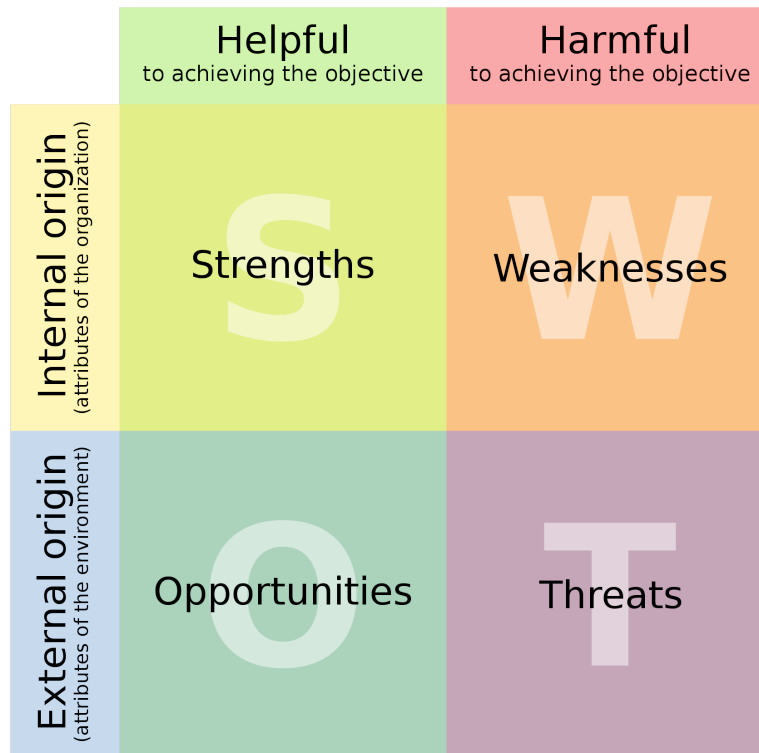 Helpful
to achieving the objective
Harmful
to achieving the objective
Internal origin
(attributes of the organization)
S
Strengths
W
Weaknesses
External origin
(attributes of the environment)
O
Opportunities
T
Threats